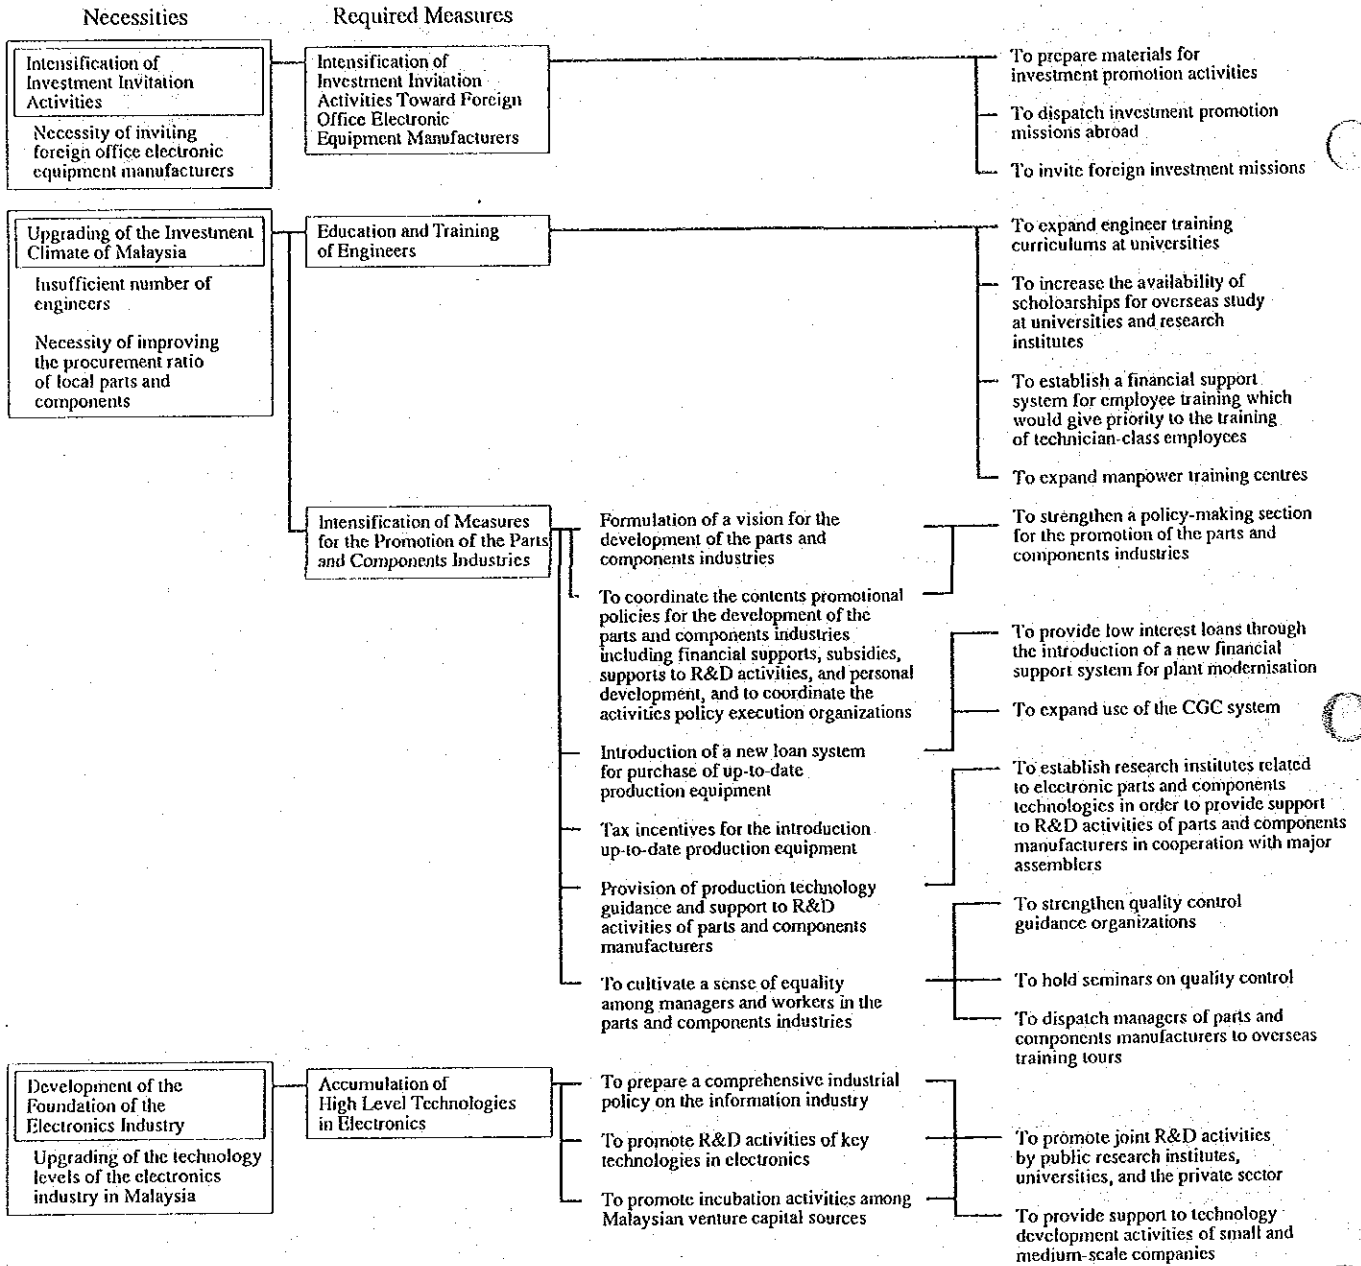 Necessities
Required Measures
Intensification of
Investment Invitation
Activities
Necessity of inviting
foreign office electronic
equipment manufacturers
Intensification of
Investment Invitation
Activities Toward Foreign
Office Electronic
Equipment Manufacturers
To prepare materials for
investment promotion activities
To dispatch investment promotion
missions abroad
To invite foreign investment missions
Upgrading of the Investment
Climate of Malaysia
Insufficient number of
engineers
Necessity of improving
the procurement ratio
of local parts and
components
Education and Training
of Engineers
To expand engineer training
curriculums at universities
To increase the availability of
scholoarships for overseas study
at universities and research
institutes
To establish a financial support
system for employee training which
would give priority to the training
of technician-class employees
To expand manpower training centres
Intensification of Measures
for the Promotion of the Parts
and Components Industries
Formulation of a vision for the
development of the parts and
components industries
To coordinate the contents promotional
policies for the development of the
parts and components industries
including financial supports, subsidies,
supports to R&D activities, and personal
development, and to coordinate the
activities policy execution organizations
Introduction of a new loan system
for purchase of up-to-date
production equipment
Tax incentives for the introduction
up-to-date production equipment
Provision of production technology
guidance and support to R&D
activities of parts and components
manufacturers
To cultivate a sense of equality
among managers and workers in the
parts and components industries
To strengthen a policy-making section
for the promotion of the parts and
components industries
To provide low interest loans through
the introduction of a new financial
support system for plant modernisation
To expand use of the CGC system
To establish research institutes related
to electronic parts and components
technologies in order to provide support
to R&D activities of parts and components
manufacturers in cooperation with major
assemblers
To strengthen quality control
guidance organizations
To hold seminars on quality control
To dispatch managers of parts and
components manufacturers to overseas
training tours
Development of the
Foundation of the
Electronics Industry
Upgrading of the technology
levels of the electronics
industry in Malaysia
Accumulation of
High Level Technologies
in Electronics
To prepare a comprehensive industrial
policy on the information industry
To promote R&D activities of key
technologies in electronics
To promote incubation activities among
Malaysian venture capital sources
To promote joint R&D activities
by public research institutes,
universities, and the private sector
To provide support to technology
development activities of small and
medium-scale companies